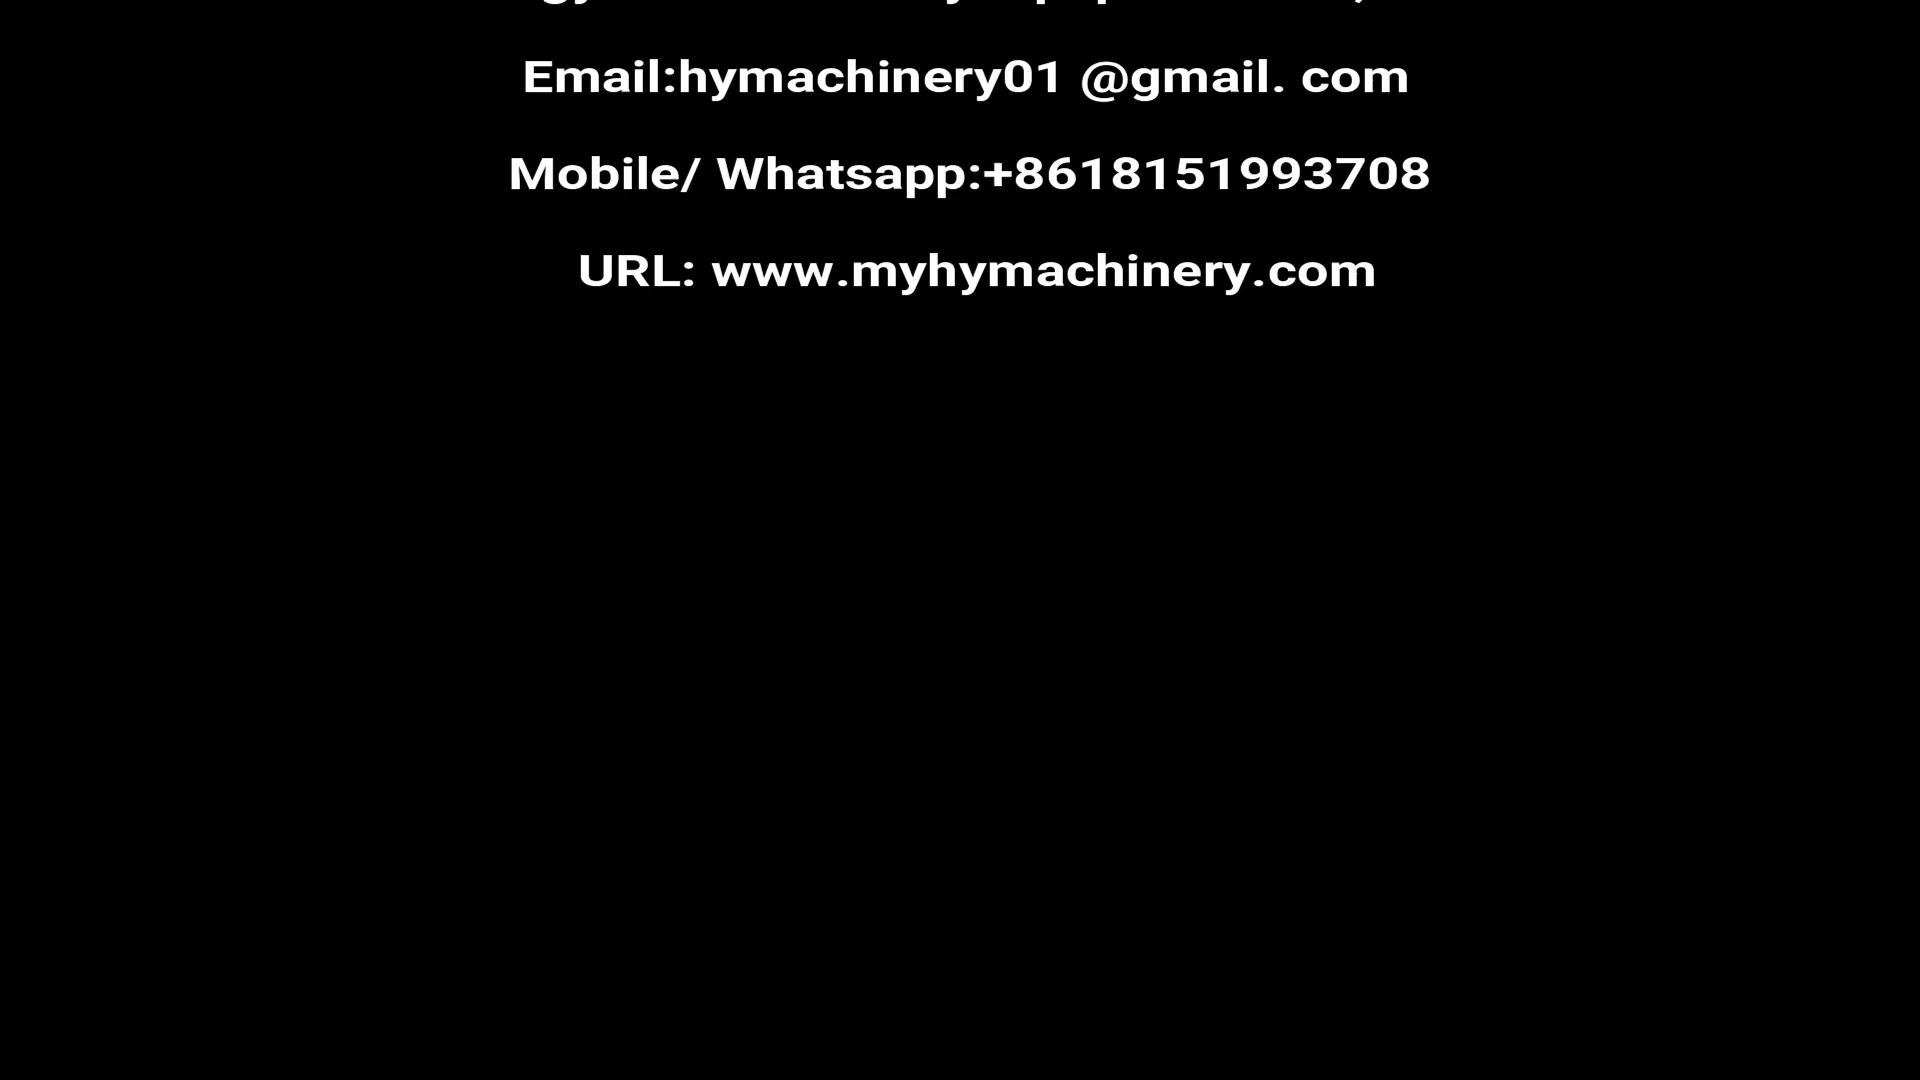 Email:hymachinery01 @gmail. com
Mobile/ Whatsapp:+8618151993708
URL: www.myhymachinery.com